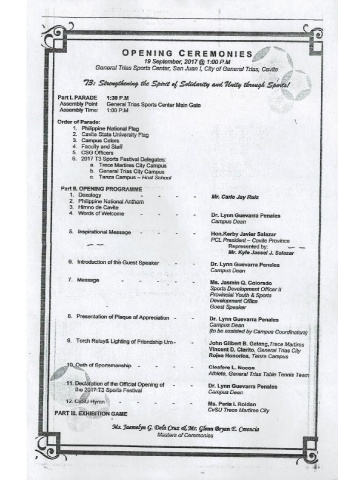 OPENING CEREMONIES
19 September, 2017 @ 1:00 P.M
General Trias Sports Center, San Juan I, City of General Trias, Cavite
T3: Strengthening the Spirit of Solidarity and Unity through Sports!
Part I. PARADE 1:30 P.M
Assembly Point General Trias Sports Center Main Gate
Assembly Time: 1:00 P.M
Order of Parade:
1. Philippine National Flag
2. Cavite State University Flag
3. Campus Colors
4. Faculty and Staff
5. CSG Officers
6. 2017 T3 Sports Festival Delegates:
a. Trece Martires City Campus
b. General Trias City Campus
c. Tanza Campus – Host School
Part II. OPENING PROGRAMME
1. Doxology - - - Mr. Carlo Jay Ruiz
2. Philippine National Anthem - - -
3. Himno de Cavite - - -
4. Words of Welcome - - - Dr. Lynn Guevarra Penales
Campus Dean
5. Inspirational Message - - - Hon. Kerby Javier Salazar
PCL President – Cavite Province
Represented by:
Mr. Kyle Jassel J. Salazar
6. Introduction of the Guest Speaker - - Dr. Lynn Guevarra Penales
Campus Dean
7. Message - - - Ms. Jasmin Q. Colorado
Sports Development Officer II
Provincial Youth & Sports
Development Office
Guest Speaker
8. Presentation of Plaque of Appreciation - - Dr. Lynn Guevarra Penales
Campus Dean
(to be assisted by Campus Coordinators)
9. Torch Relay& Lighting of Friendship Urn - - John Gilbert B. Gatang, Trece Martires
Vincent D. Clarito, General Trias City
Rujee Honorica, Tanza Campus
10. Oath of Sportsmanship - - - Cleofers L. Nocon
Athlete, General Trias Table Tennis Team
11. Declaration of the Official Opening of
the 2017 T3 Sports Festival - - - Dr. Lynn Guevarra Penales
Campus Dean
12. CvSU Hymn - - - Ms. Perla I. Roldan
CvSU Trece Martires City
PART III. EXHIBITION GAME
Ms. Jasmelyn G. Dela Cruz & Mr. Glenn Bryan E. Creencia
Masters of Ceremonies